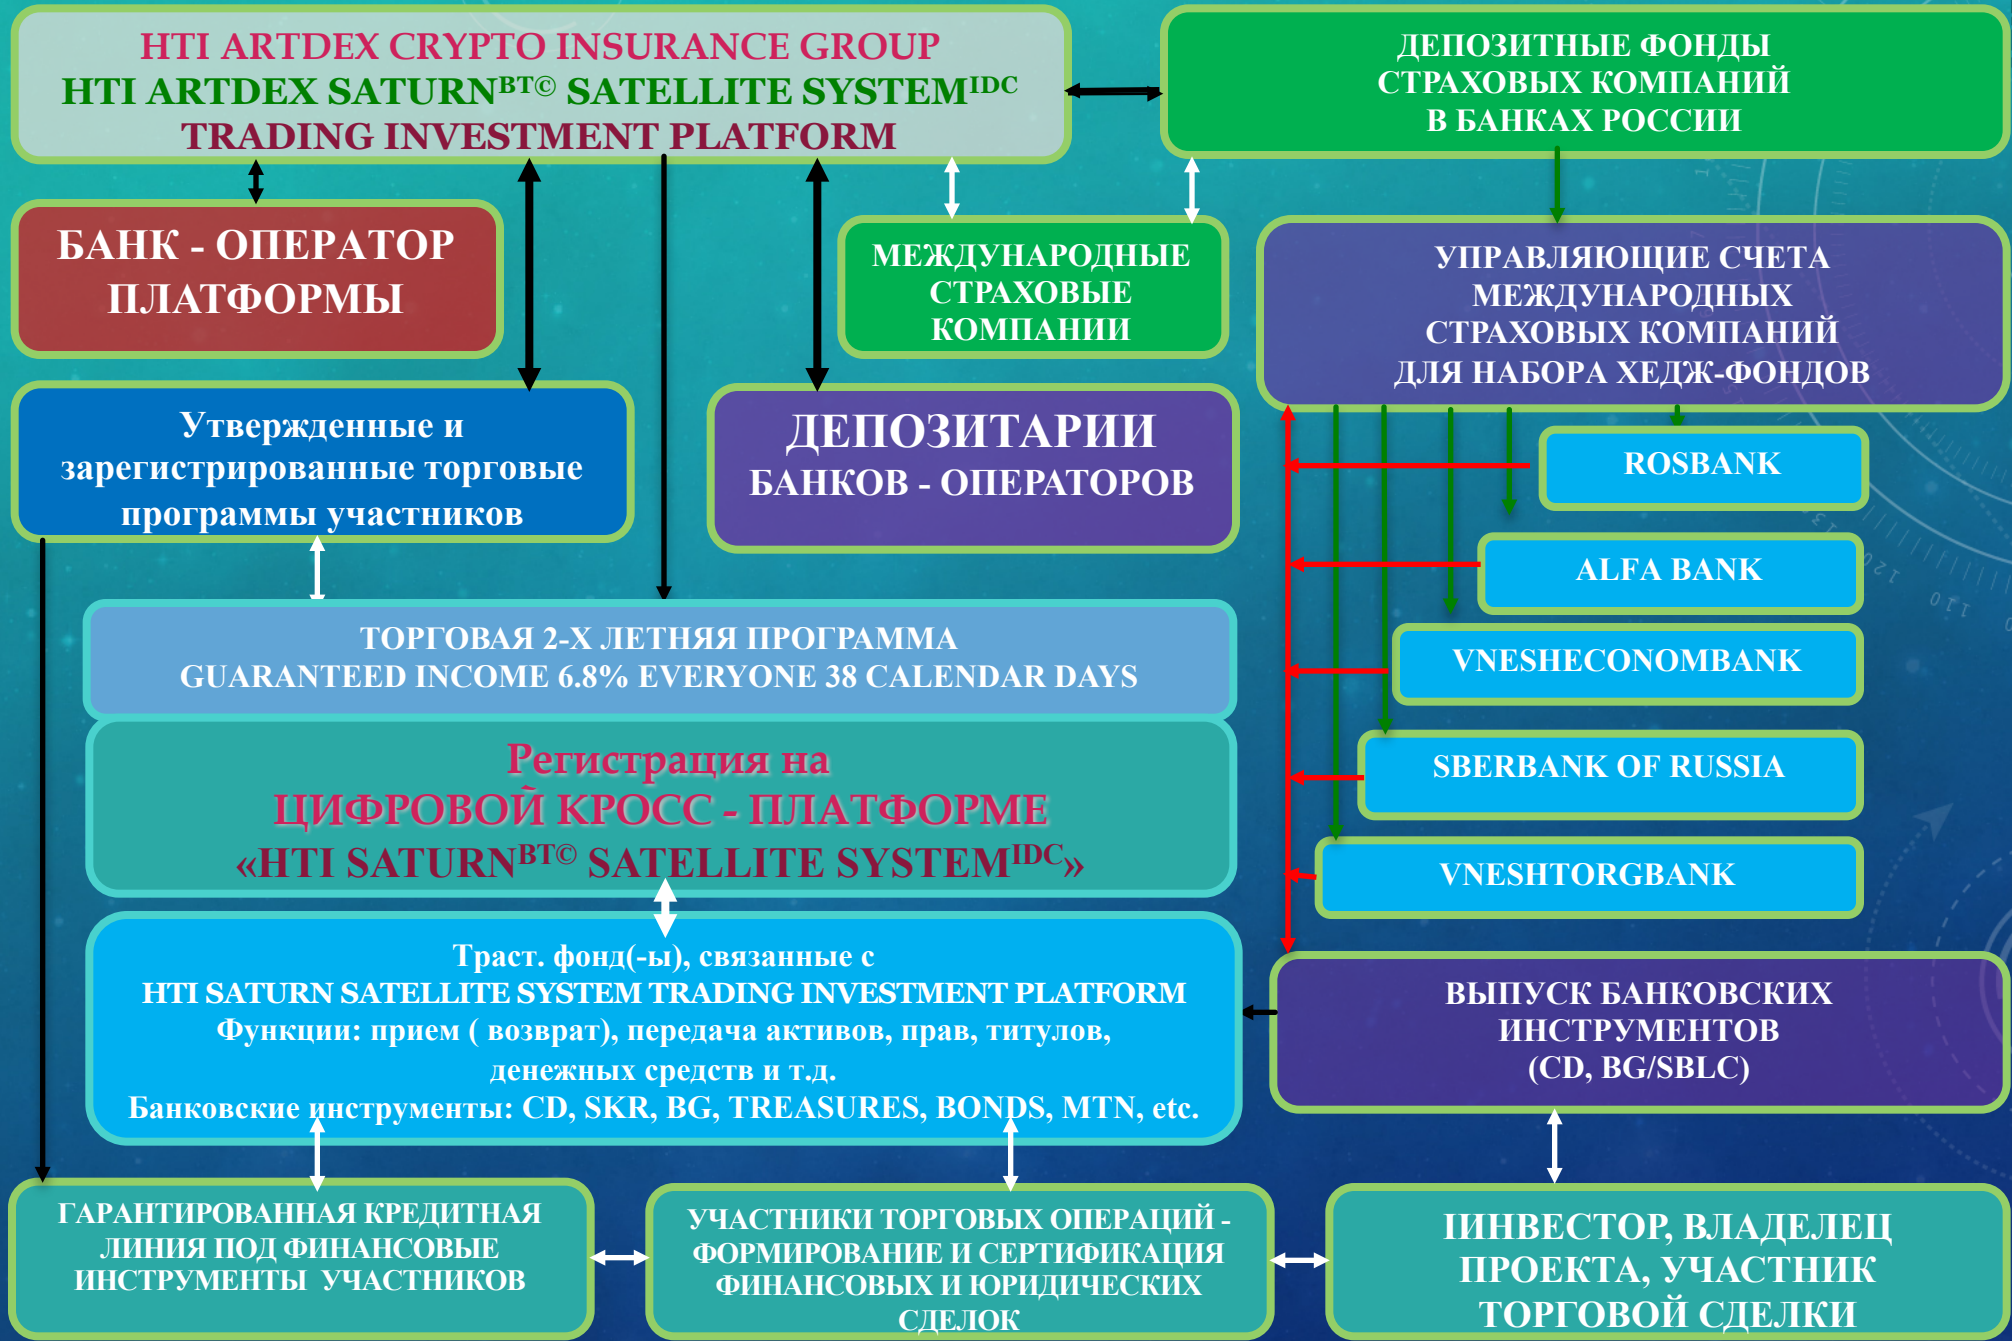 HTI ARTDEX CRYPTO INSURANCE GROUP
HTI ARTDEX SATURNᴮᵀ© SATELLITE SYSTEMᴵᴰᶜ
TRADING INVESTMENT PLATFORM
ДЕПОЗИТНЫЕ ФОНДЫ
СТРАХОВЫХ КОМПАНИЙ
В БАНКАХ РОССИИ
БАНК - ОПЕРАТОР
ПЛАТФОРМЫ
МЕЖДУНАРОДНЫЕ
СТРАХОВЫЕ
КОМПАНИИ
УПРАВЛЯЮЩИЕ СЧЕТА
МЕЖДУНАРОДНЫХ
СТРАХОВЫХ КОМПАНИЙ
ДЛЯ НАБОРА ХЕДЖ-ФОНДОВ
Утвержденные и
зарегистрированные торговые
программы участников
ДЕПОЗИТАРИИ
БАНКОВ - ОПЕРАТОРОВ
ROSBANK
ALFA BANK
VNESHECONOMBANK
SBERBANK OF RUSSIA
VNESHTORGBANK
ТОРГОВАЯ 2-Х ЛЕТНЯЯ ПРОГРАММА
GUARANTEED INCOME 6.8% EVERYONE 38 CALENDAR DAYS
Регистрация на
ЦИФРОВОЙ КРОСС - ПЛАТФОРМЕ
«HTI SATURNᴮᵀ© SATELLITE SYSTEMᴵᴰᶜ»
Траст. фонд(-ы), связанные с
HTI SATURN SATELLITE SYSTEM TRADING INVESTMENT PLATFORM
Функции: прием ( возврат), передача активов, прав, титулов,
денежных средств и т.д.
Банковские инструменты: CD, SKR, BG, TREASURES, BONDS, MTN, etc.
ВЫПУСК БАНКОВСКИХ
ИНСТРУМЕНТОВ
(CD, BG/SBLC)
ГАРАНТИРОВАННАЯ КРЕДИТНАЯ
ЛИНИЯ ПОД ФИНАНСОВЫЕ
ИНСТРУМЕНТЫ УЧАСТНИКОВ
УЧАСТНИКИ ТОРГОВЫХ ОПЕРАЦИЙ -
ФОРМИРОВАНИЕ И СЕРТИФИКАЦИЯ
ФИНАНСОВЫХ И ЮРИДИЧЕСКИХ
СДЕЛОК
ІИНВЕСТОР, ВЛАДЕЛЕЦ
ПРОЕКТА, УЧАСТНИК
ТОРГОВОЙ СДЕЛКИ
120
110